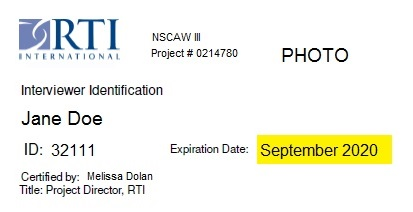 RTI
INTERNATIONAL
NSCAW III
Project # 0214780
PHOTO
Interviewer Identification
Jane Doe
ID: 32111
Expiration Date: September 2020
Certified by: Melissa Dolan
Title: Project Director, RTI